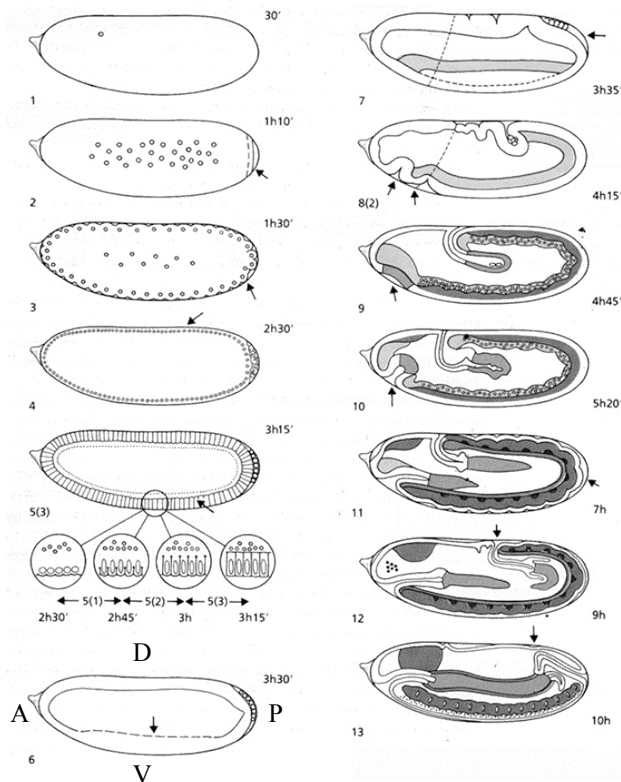 30′
1
1h10′
2
1h30′
3
2h30′
4
3h15′
5(3)
5(1) 5(2) 5(3)
2h30′ 2h45′ 3h 3h15′
D
3h30′
A P
6
V
7
3h35′
8(2)
4h15′
9
4h45′
10
5h20′
11
7h
12
9h
13
10h